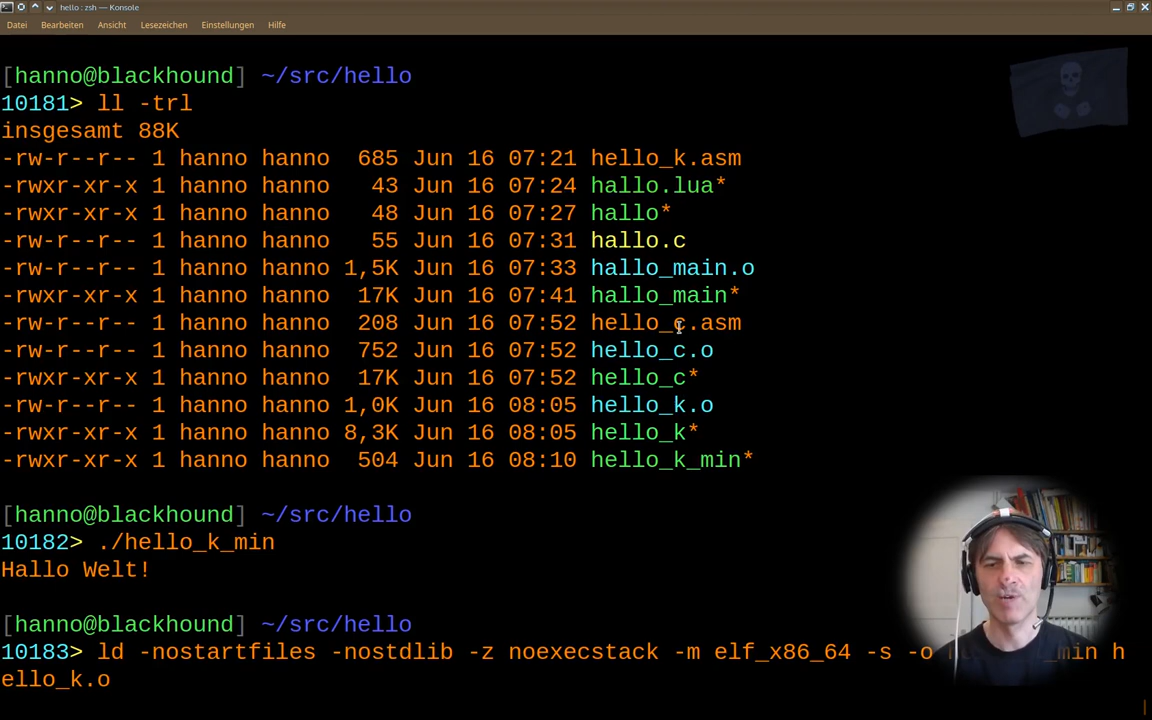 hello : zsh — Konsole
Datei Bearbeiten Ansicht Lesezeichen Einstellungen Hilfe
[hanno@blackhound] ~/src/hello
10181> ll -trl
insgesamt 88K
-rw-r--r-- 1 hanno hanno 685 Jun 16 07:21 hello_k.asm
-rwxr-xr-x 1 hanno hanno 43 Jun 16 07:24 hallo.lua*
-rwxr-xr-x 1 hanno hanno 48 Jun 16 07:27 hallo*
-rw-r--r-- 1 hanno hanno 55 Jun 16 07:31 hallo.c
-rw-r--r-- 1 hanno hanno 1,5K Jun 16 07:33 hallo_main.o
-rwxr-xr-x 1 hanno hanno 17K Jun 16 07:41 hallo_main*
-rw-r--r-- 1 hanno hanno 208 Jun 16 07:52 hello_c.asm
-rw-r--r-- 1 hanno hanno 752 Jun 16 07:52 hello_c.o
-rwxr-xr-x 1 hanno hanno 17K Jun 16 07:52 hello_c*
-rw-r--r-- 1 hanno hanno 1,0K Jun 16 08:05 hello_k.o
-rwxr-xr-x 1 hanno hanno 8,3K Jun 16 08:05 hello_k*
-rwxr-xr-x 1 hanno hanno 504 Jun 16 08:10 hello_k_min*
[hanno@blackhound] ~/src/hello
10182> ./hello_k_min
Hallo Welt!
[hanno@blackhound] ~/src/hello
10183> ld -nostartfiles -nostdlib -z noexecstack -m elf_x86_64 -s -o min h
ello_k.o